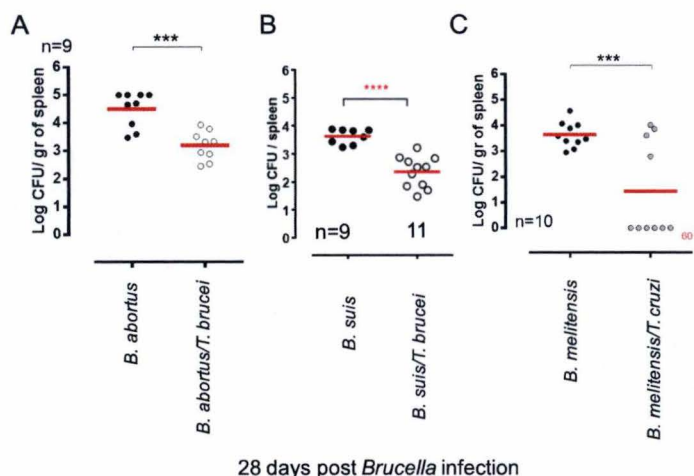 A
n=9
***
Log CFU/ gr of spleen
6
5
4
3
2
1
0
B. abortus
B. abortus/T. brucei
B
****
Log CFU / spleen
6
5
4
3
2
1
0
n=9
11
B. suis
B. suis/T. brucei
C
***
Log CFU/ gr of spleen
6
5
4
3
2
1
0
n=10
60
B. melitensis
B. melitensis/T. cruzi
28 days post Brucella infection